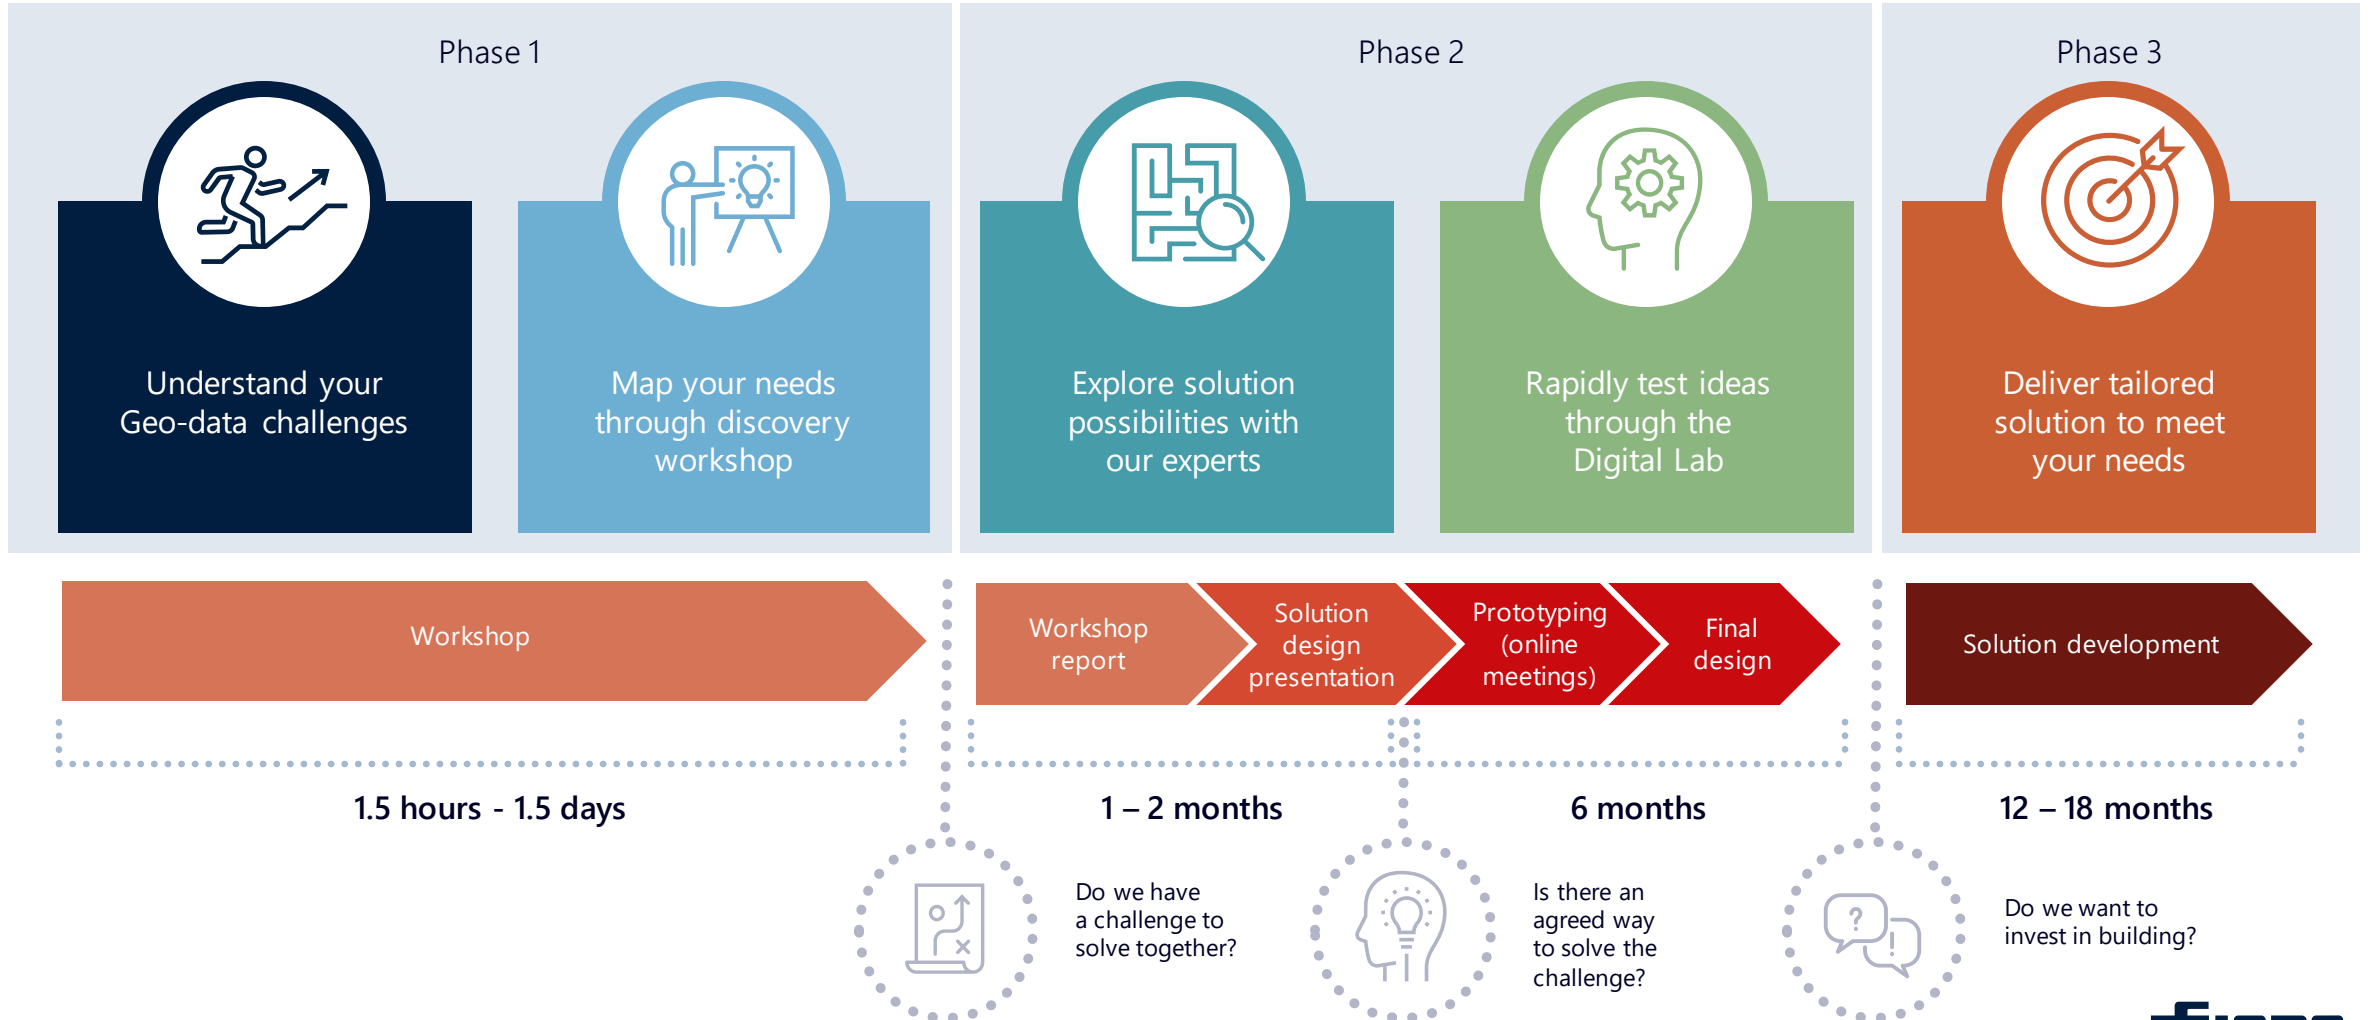 Phase 1
Phase 2
Phase 3
Understand your
Geo-data challenges
Map your needs
through discovery
workshop
Explore solution
possibilities with
our experts
Rapidly test ideas
through the
Digital Lab
Deliver tailored
solution to meet
your needs
Workshop
Workshop
report
Solution
design
presentation
Prototyping
(online
meetings)
Final
design
Solution development
1.5 hours - 1.5 days
1 – 2 months
6 months
12 – 18 months
Do we have
a challenge to
solve together?
Is there an
agreed way
to solve the
challenge?
Do we want to
invest in building?
?
!